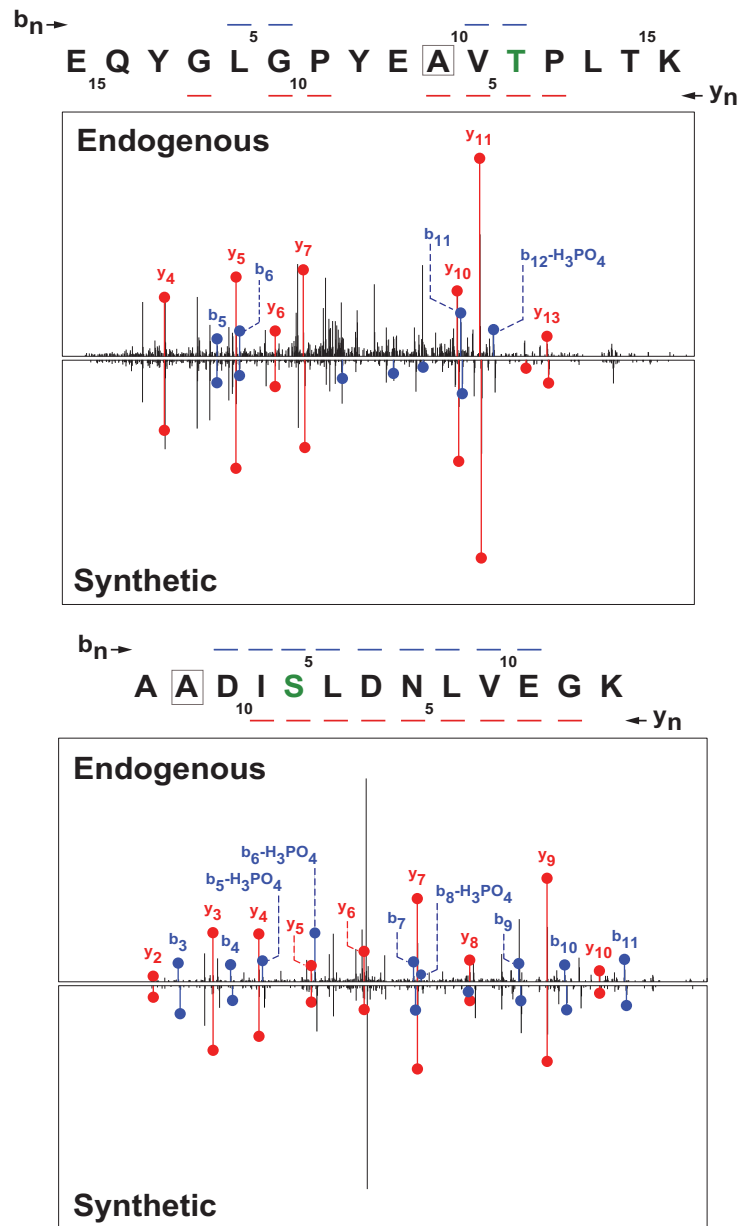 bn→ 5 10 15
E Q Y G L G P Y E A V T P L T K
15 10 5 ←yn
Endogenous
y11
y4 y5 b6 y7 b11 b12-H3PO4
y10
b5 y6 y13
Synthetic
bn→ 5 10
A A D I S L D N L V E G K
10 5 ←yn
Endogenous
b6-H3PO4
b5-H3PO4 y9
y7 b8-H3PO4
y3 y4 y6
y5 b7 b9
y2 b3 b4 y8 b10 y10 b11
Synthetic